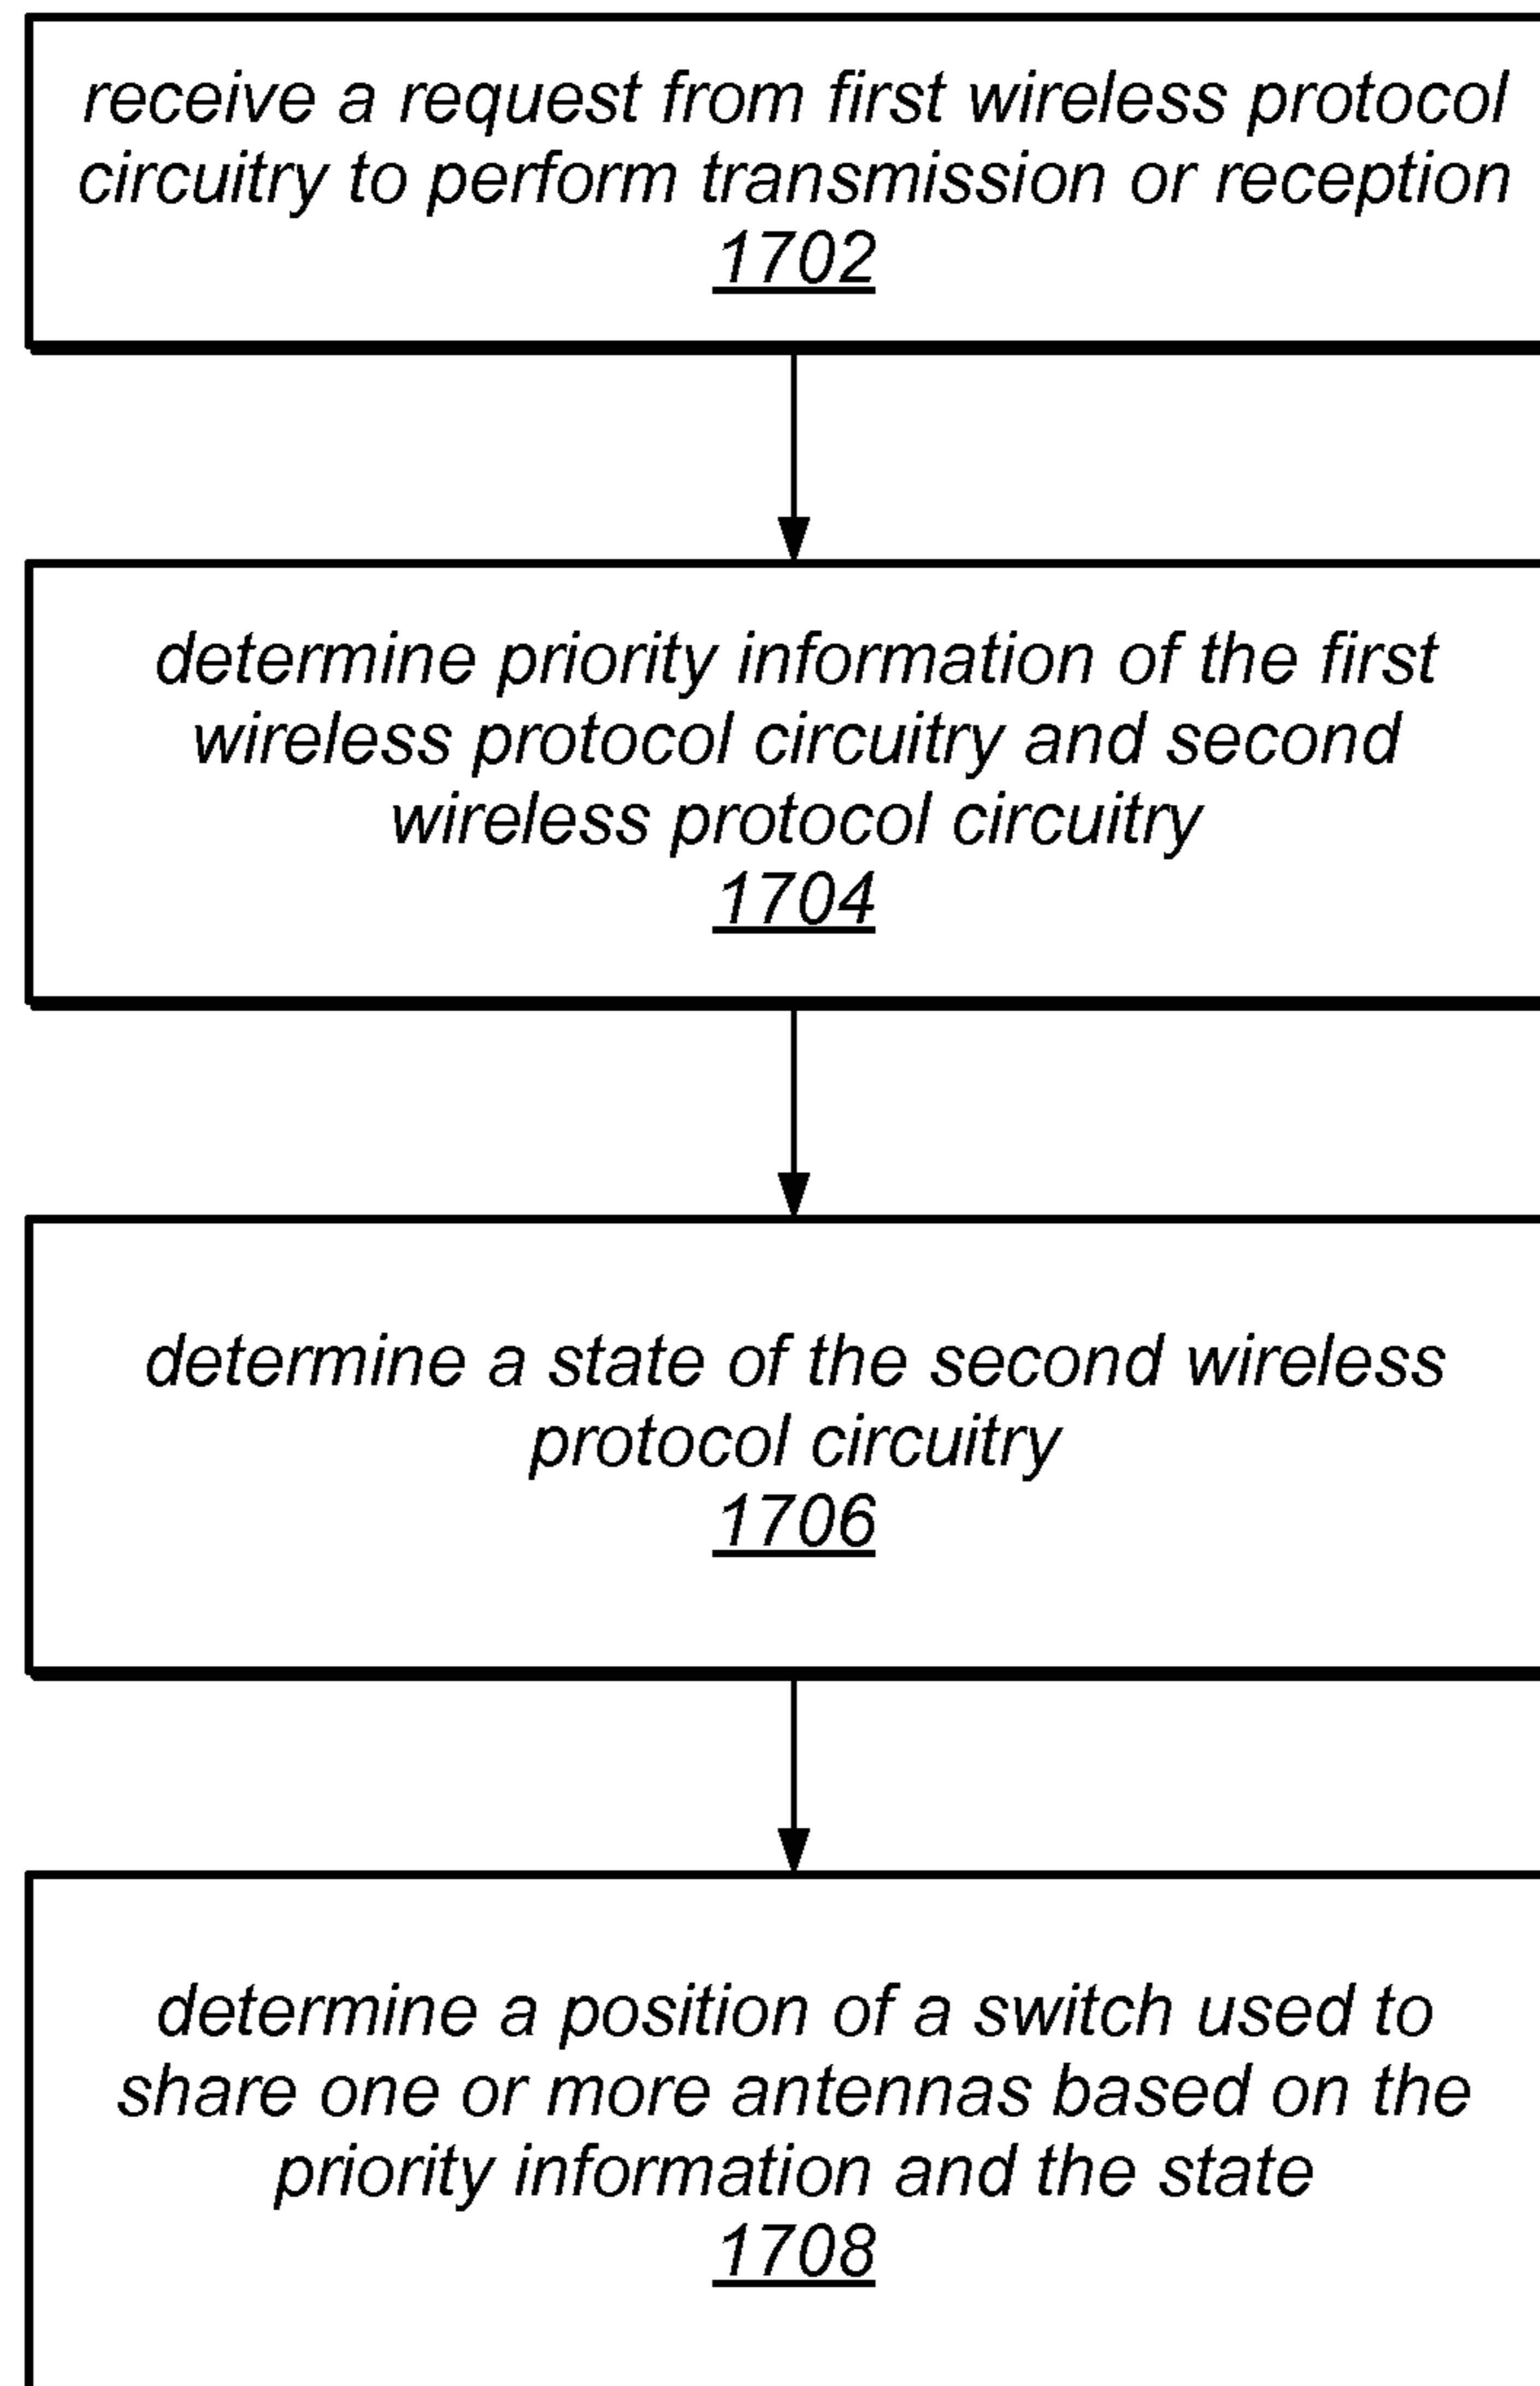 receive a request from first wireless protocol
circuitry to perform transmission or reception
1702
determine priority information of the first
wireless protocol circuitry and second
wireless protocol circuitry
1704
determine a state of the second wireless
protocol circuitry
1706
determine a position of a switch used to
share one or more antennas based on the
priority information and the state
1708